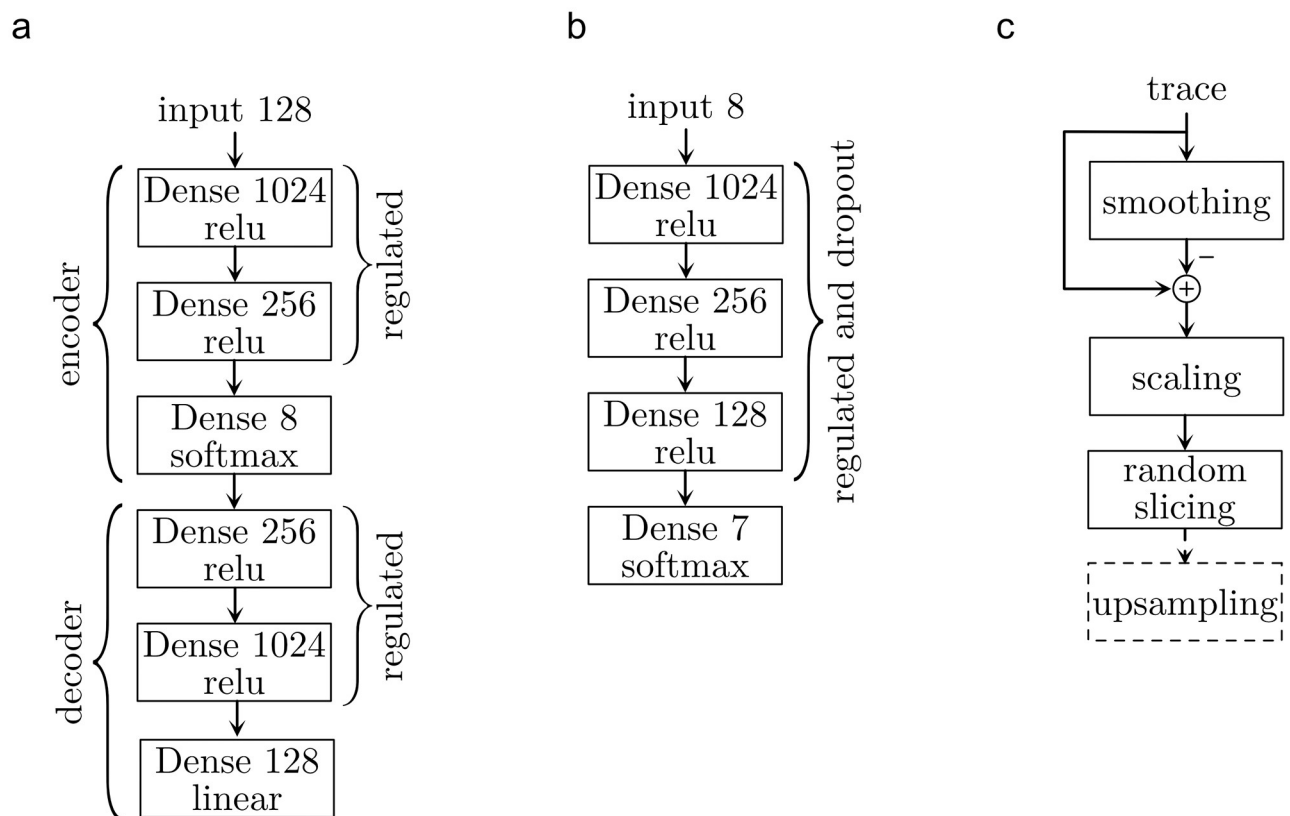 a
input 128
Dense 1024
relu
Dense 256
relu
Dense 8
softmax
Dense 256
relu
Dense 1024
relu
Dense 128
linear
encoder
decoder
regulated
regulated
b
input 8
Dense 1024
relu
Dense 256
relu
Dense 128
relu
Dense 7
softmax
regulated and dropout
c
trace
smoothing
−
+
scaling
random
slicing
upsampling